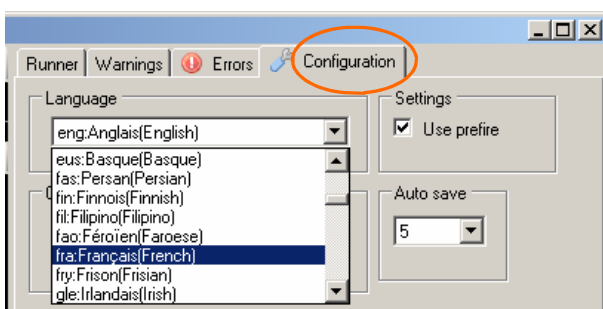 Runner Warnings Errors Configuration
Language
Settings
eng:Anglais(English)
Use prefire
eus:Basque(Basque)
fas:Persan(Persian)
fin:Finnois(Finnish)
fil:Filipino(Filipino)
fao:Féroïen(Faroese)
fra:Français(French)
fry:Frison(Frisian)
gle:Irlandais(Irish)
Auto save
5